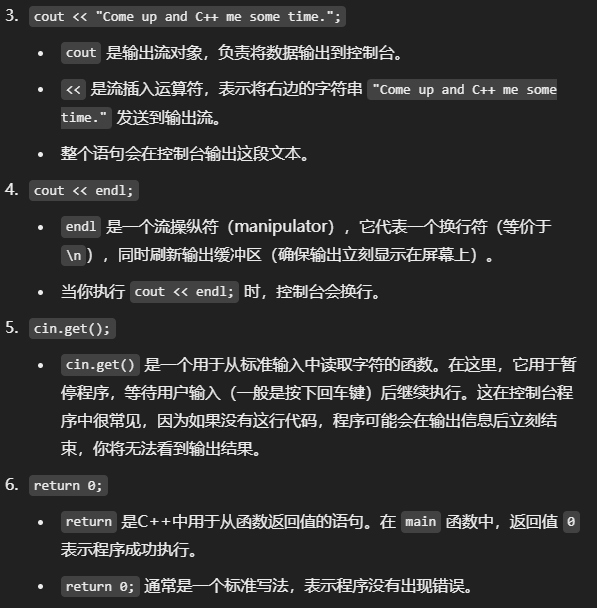 3. cout << "Come up and C++ me some time.";
• cout 是输出流对象，负责将数据输出到控制台。
• << 是流插入运算符，表示将右边的字符串 "Come up and C++ me some
time." 发送到输出流。
• 整个语句会在控制台输出这段文本。
4. cout << endl;
• endl 是一个流操纵符（manipulator），它代表一个换行符（等价于
\n），同时刷新输出缓冲区（确保输出立刻显示在屏幕上）。
• 当你执行 cout << endl; 时，控制台会换行。
5. cin.get();
• cin.get() 是一个用于从标准输入中读取字符的函数。在这里，它用于暂
停程序，等待用户输入（一般是按下回车键）后继续执行。这在控制台程
序中很常见，因为如果没有这行代码，程序可能会在输出信息后立刻结
束，你将无法看到输出结果。
6. return 0;
• return 是C++中用于从函数返回值的语句。在 main 函数中，返回值 0
表示程序成功执行。
• return 0; 通常是一个标准写法，表示程序没有出现错误。